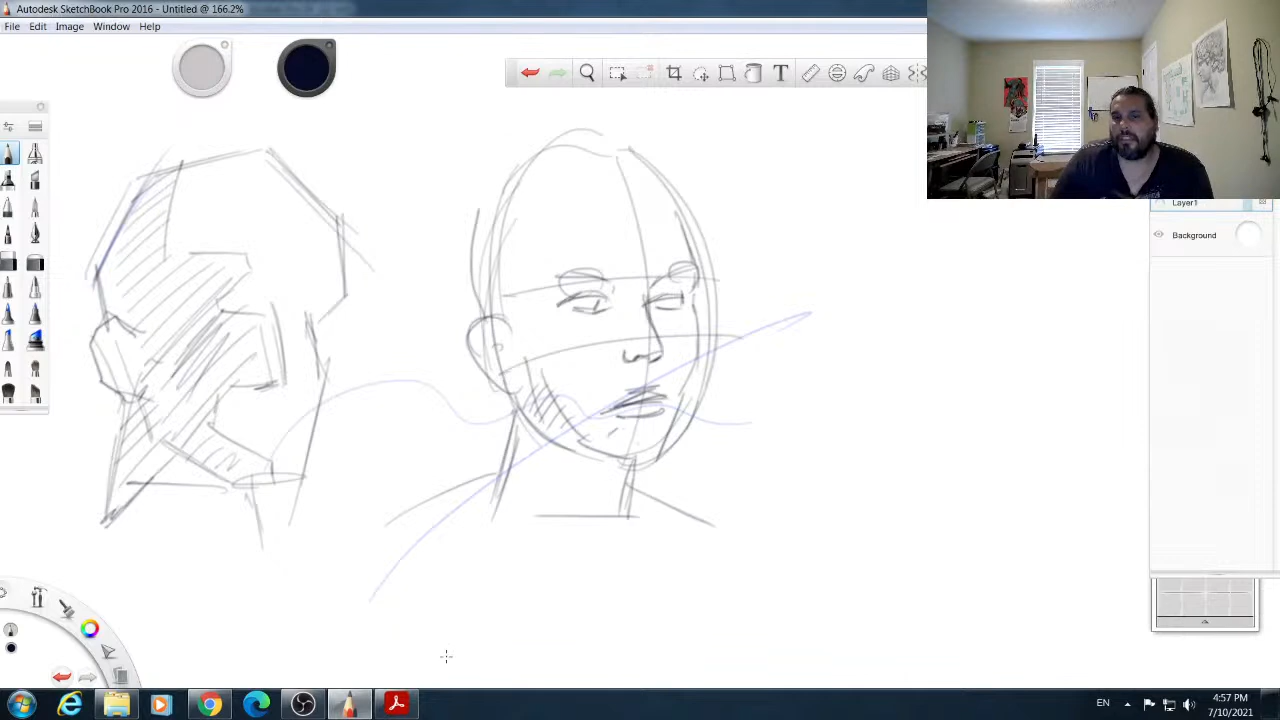 Autodesk SketchBook Pro 2016 - Untitled @ 166.2%
File Edit Image Window Help
T
Layer1
Background
EN
4:57 PM
7/10/2021